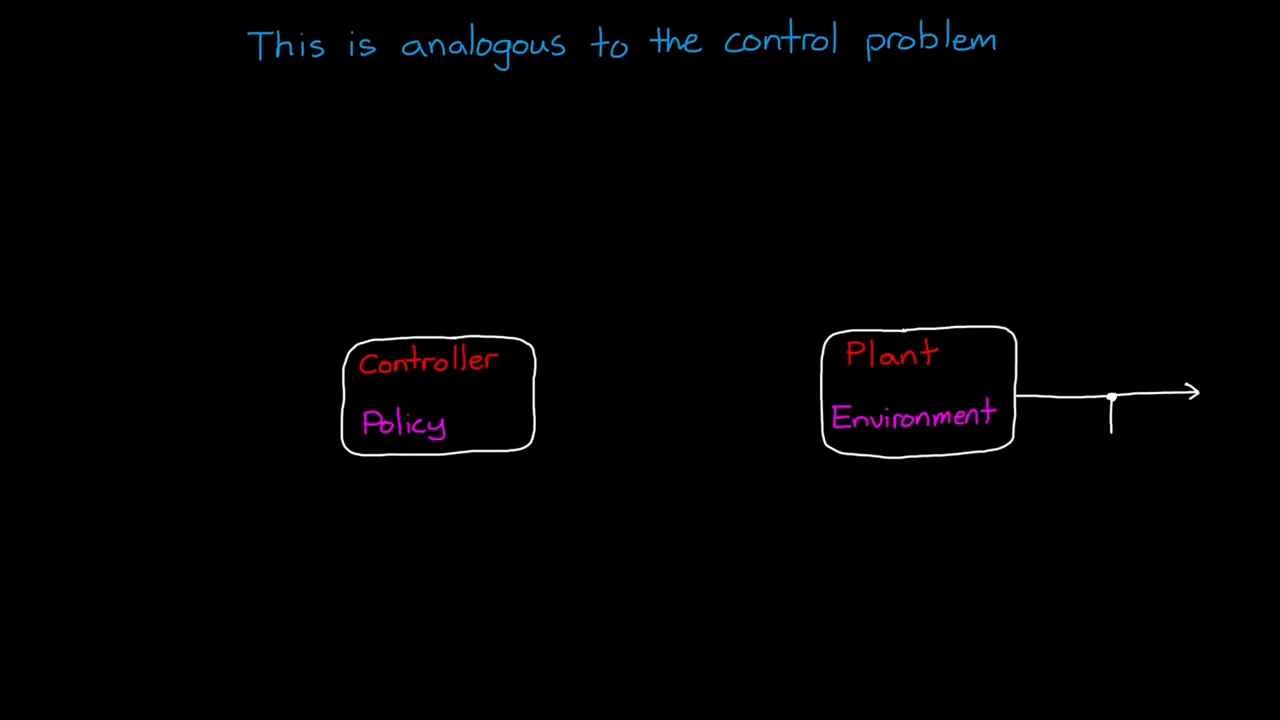 This is analogous to the control problem
Controller
Policy
Plant
Environment